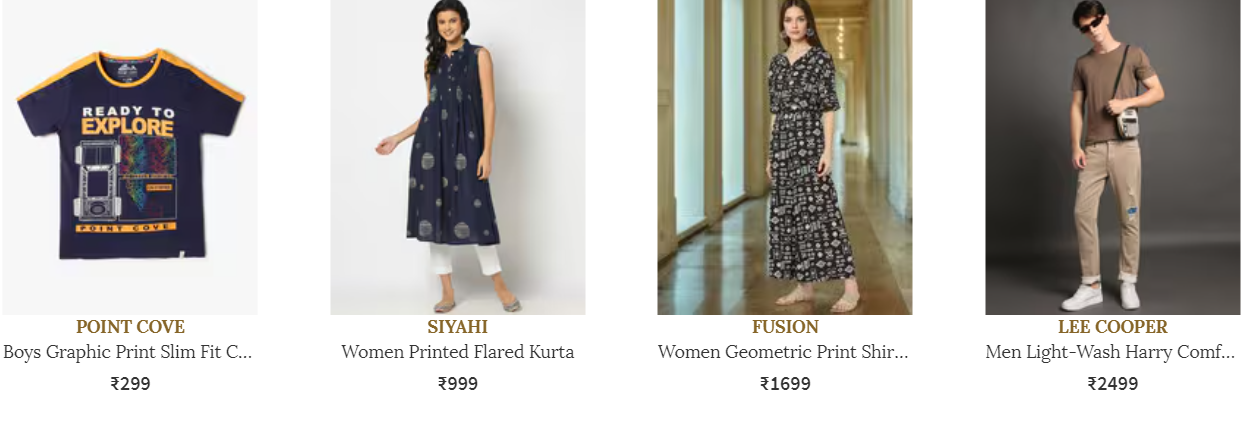 READY TO
EXPLORE
POINT COVE
POINT COVE
Boys Graphic Print Slim Fit C...
₹299
SIYAHI
Women Printed Flared Kurta
₹999
FUSION
Women Geometric Print Shir...
₹1699
LEE COOPER
Men Light-Wash Harry Comf...
₹2499